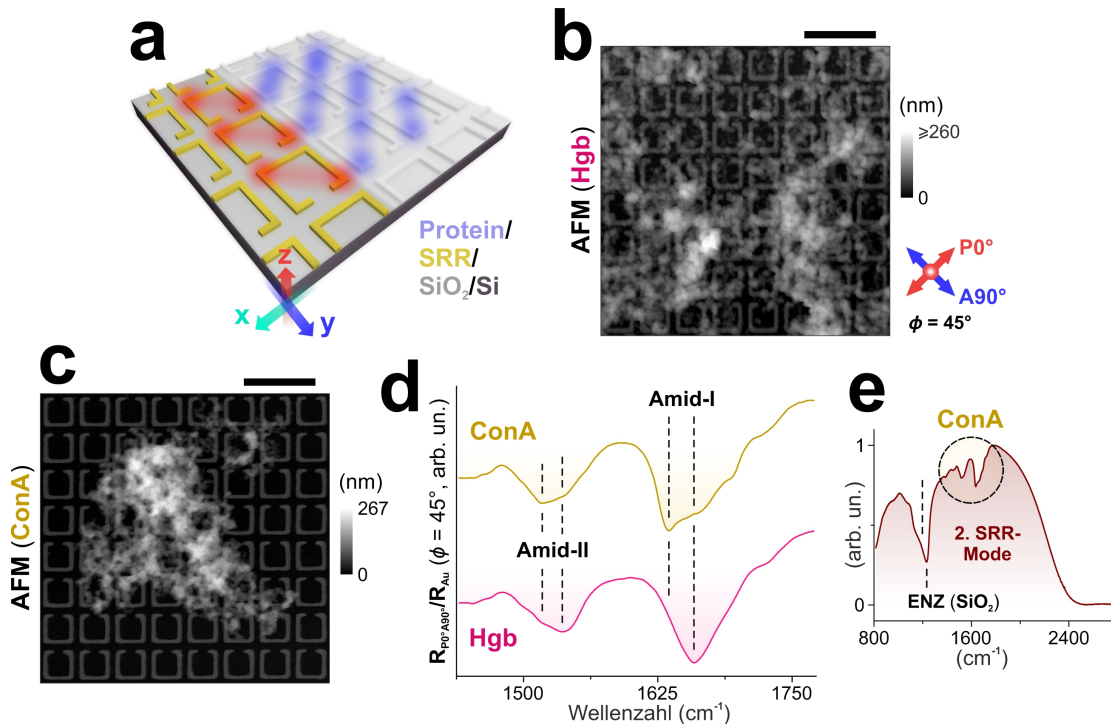 a
Protein/
SRR/
SiO₂/Si
z
x
y
b
AFM (Hgb)
(nm)
⩾260
0
P0°
A90°
ϕ = 45°
c
AFM (ConA)
(nm)
267
0
d
R_P0°A90°/R_Au (ϕ = 45°, arb. un.)
ConA
Amid-I
Amid-II
Hgb
1500
1625
1750
Wellenzahl (cm⁻¹)
e
ConA
(arb. un.)
1
0
2. SRR-
Mode
ENZ (SiO₂)
800
1600
2400
(cm⁻¹)